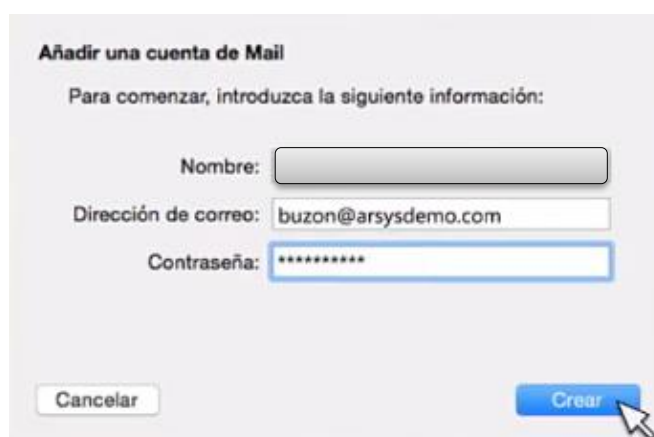 Añadir una cuenta de Mail
Para comenzar, introduzca la siguiente información:
Nombre:
Dirección de correo: buzon@arsysdemo.com
Contraseña: **********
Cancelar Crear